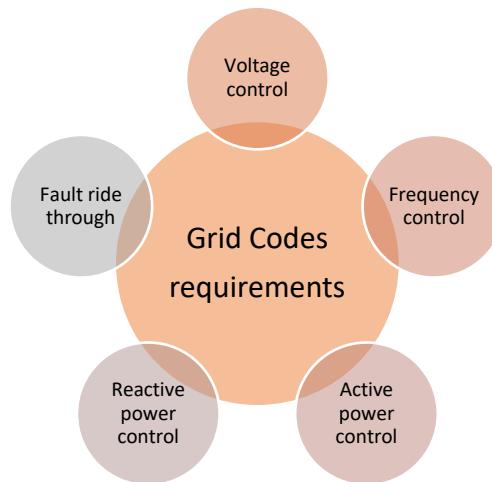 Voltage
control
Fault ride
through
Frequency
control
Grid Codes
requirements
Reactive
power
control
Active
power
control